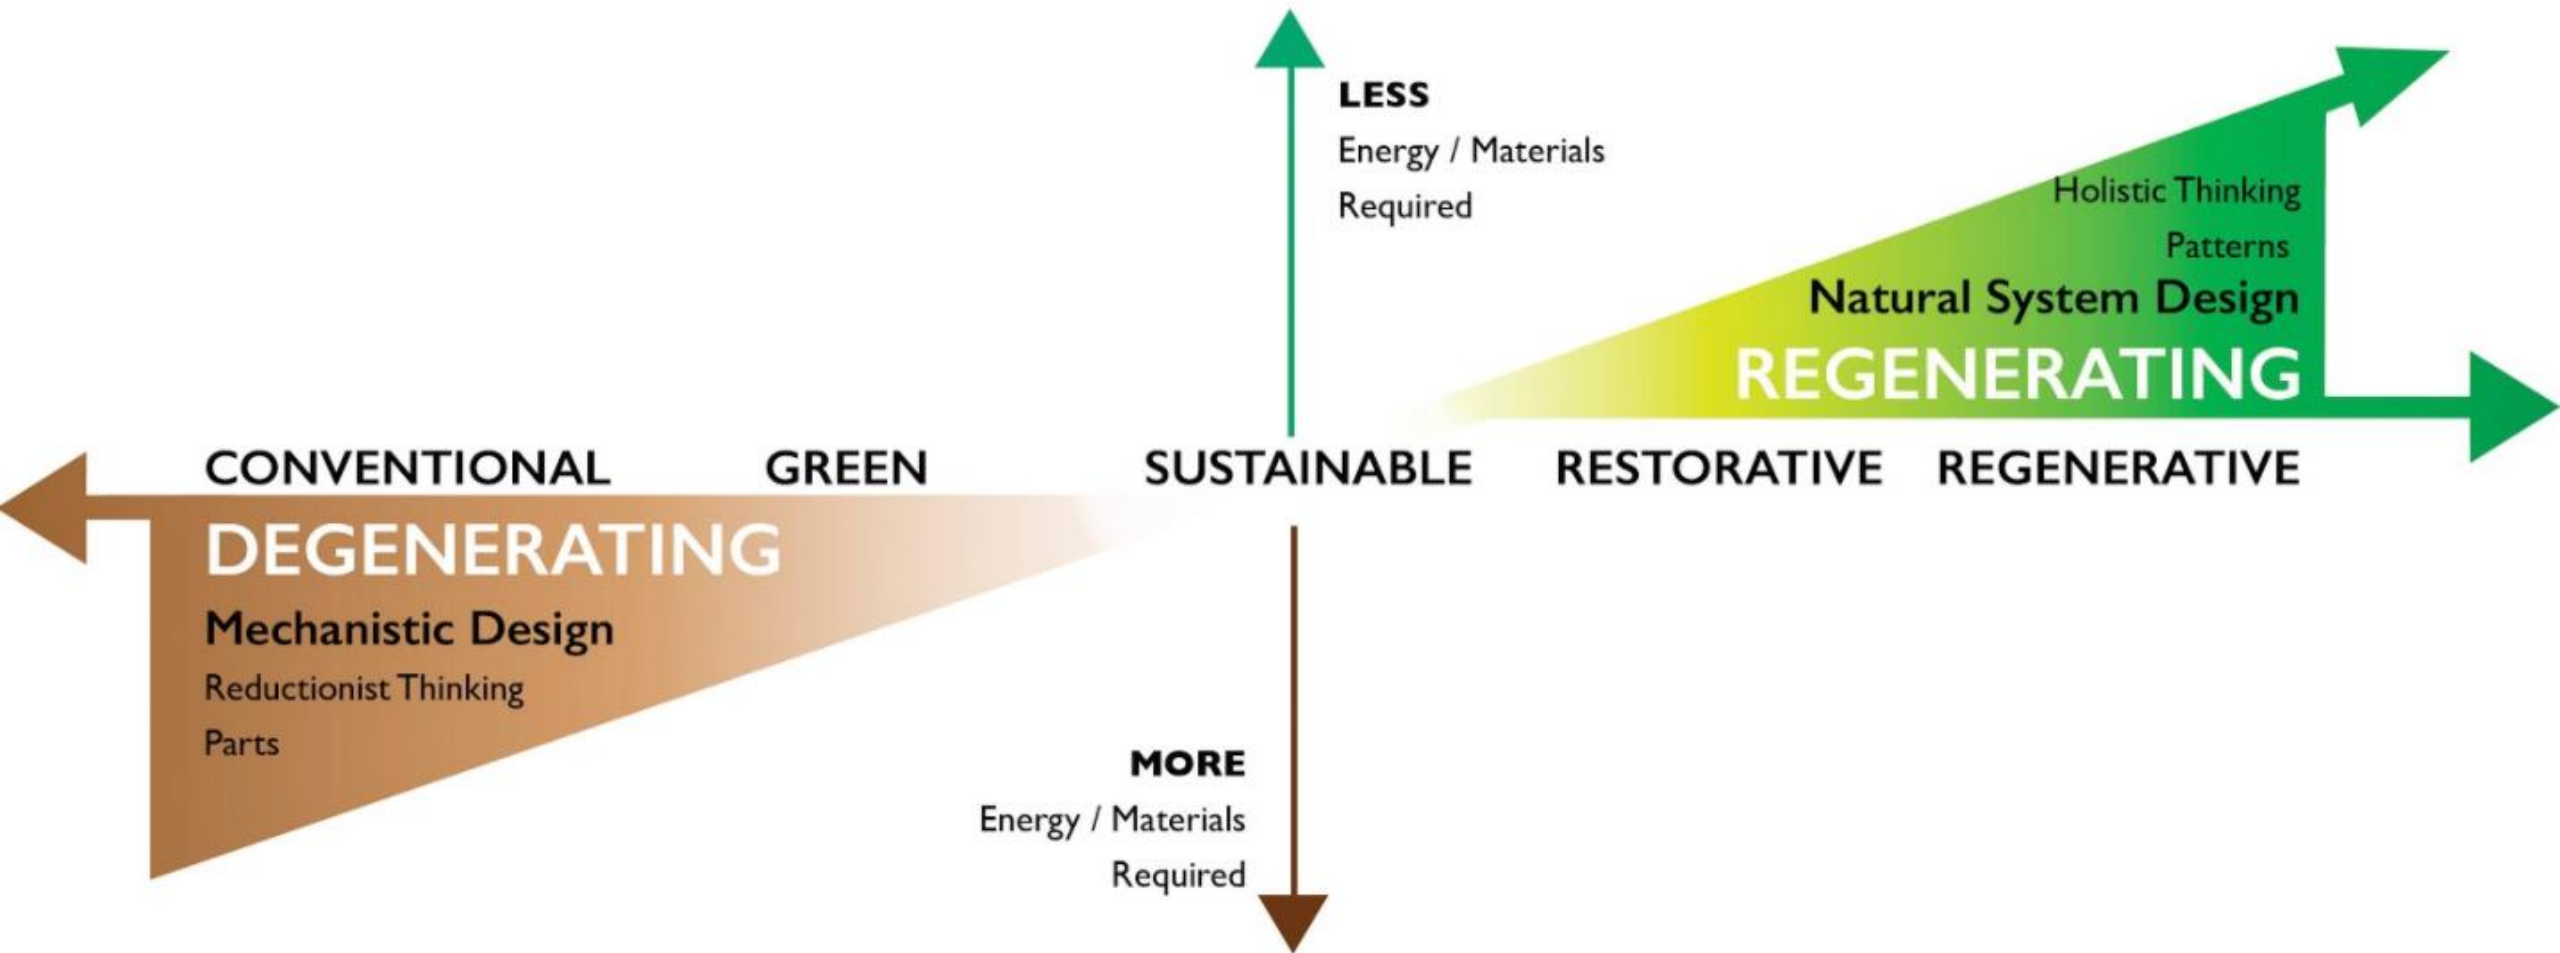 LESS
Energy / Materials
Required
Holistic Thinking
Patterns
Natural System Design
REGENERATING
CONVENTIONAL GREEN SUSTAINABLE RESTORATIVE REGENERATIVE
DEGENERATING
Mechanistic Design
Reductionist Thinking
Parts
MORE
Energy / Materials
Required